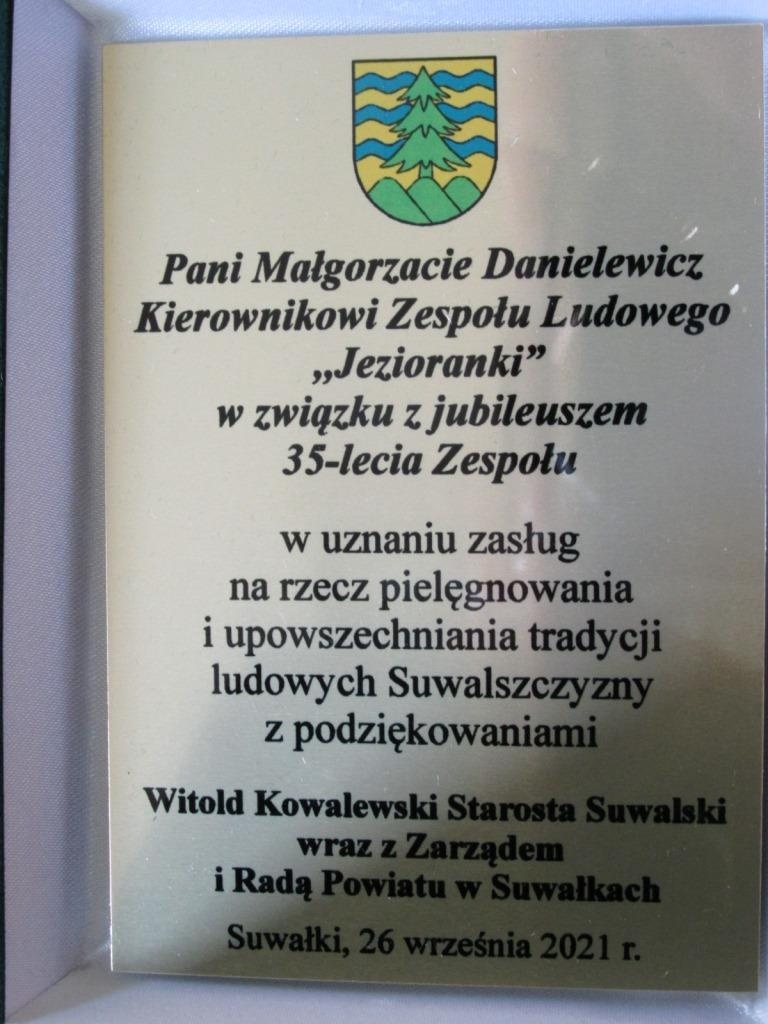 Pani Małgorzacie Danielewicz
Kierownikowi Zespołu Ludowego
„Jezioranki”
w związku z jubileuszem
35-lecia Zespołu
w uznaniu zasług
na rzecz pielęgnowania
i upowszechniania tradycji
ludowych Suwalszczyzny
z podziękowaniami
Witold Kowalewski Starosta Suwalski
wraz z Zarządem
i Radą Powiatu w Suwałkach
Suwałki, 26 września 2021 r.